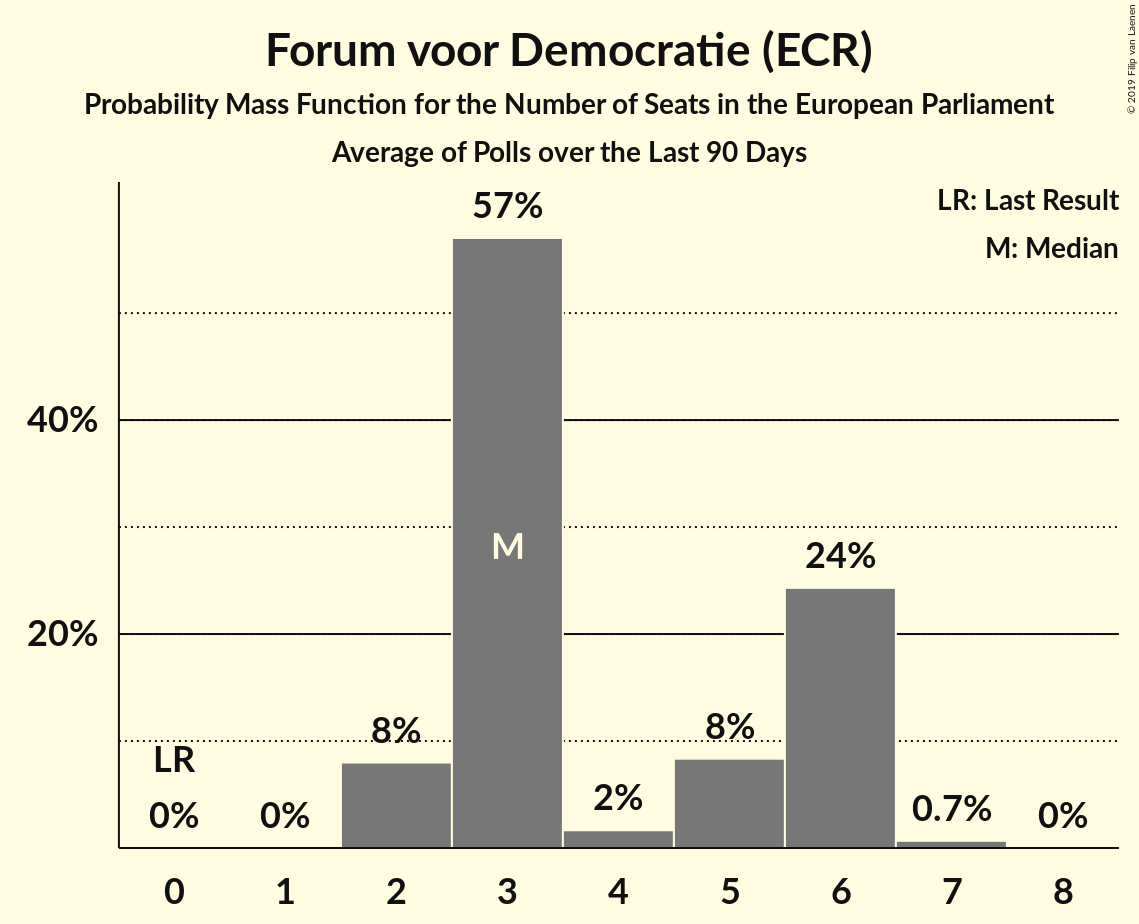 Forum voor Democratie (ECR)
Probability Mass Function for the Number of Seats in the European Parliament
Average of Polls over the Last 90 Days
© 2019 Filip van Laenen
LR: Last Result
M: Median
57%
40%
M
24%
20%
8%
8%
LR
2%
0.7%
0%
0%
0%
0 1 2 3 4 5 6 7 8